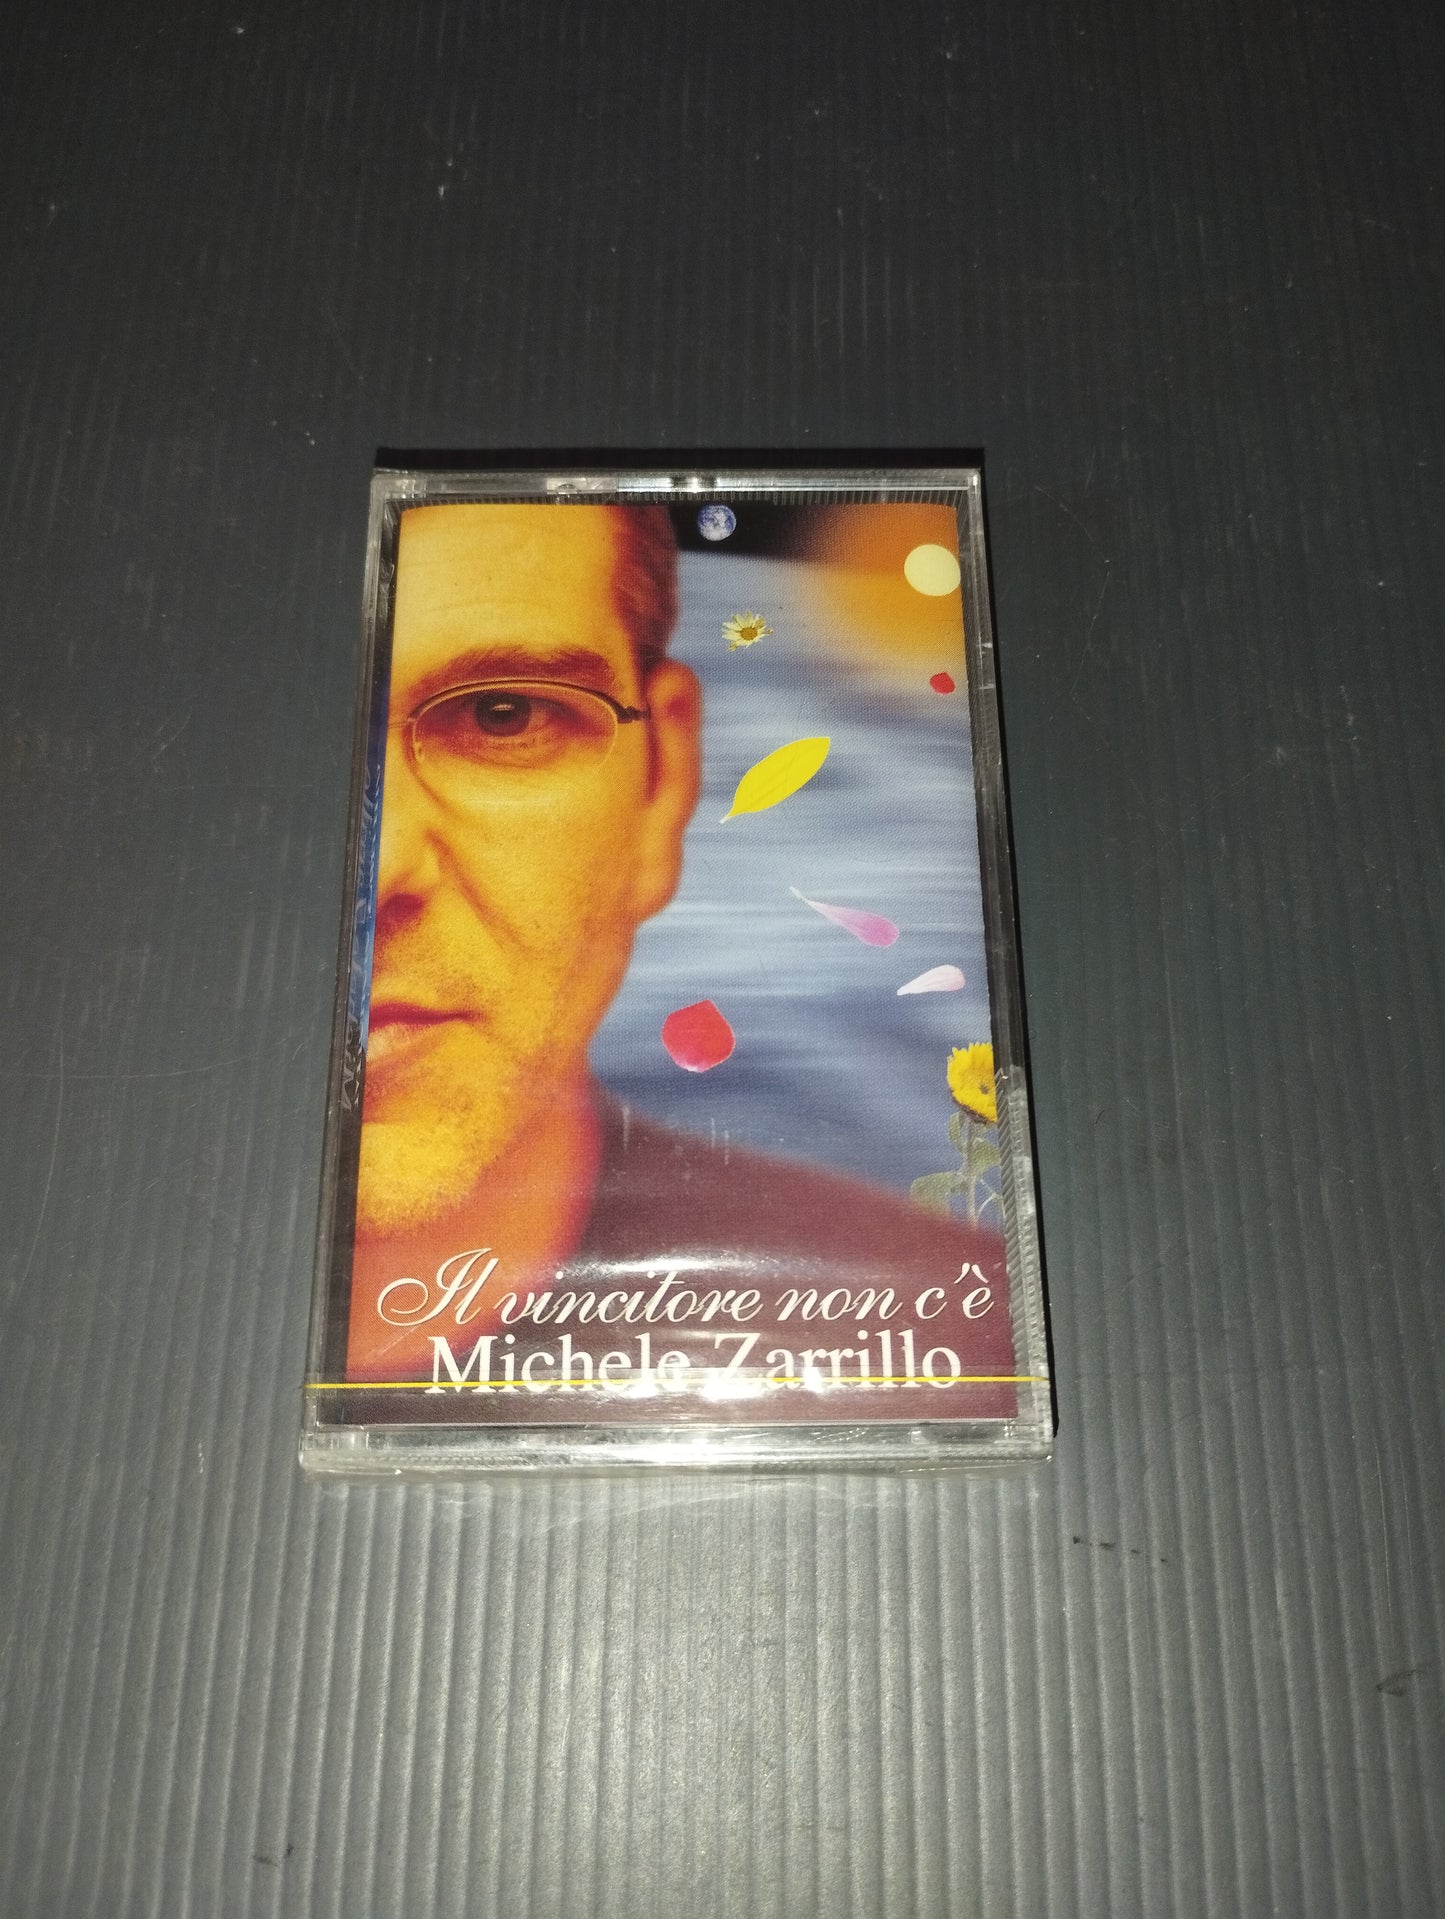 Il vincitore non c'è
Michele Zarrillo